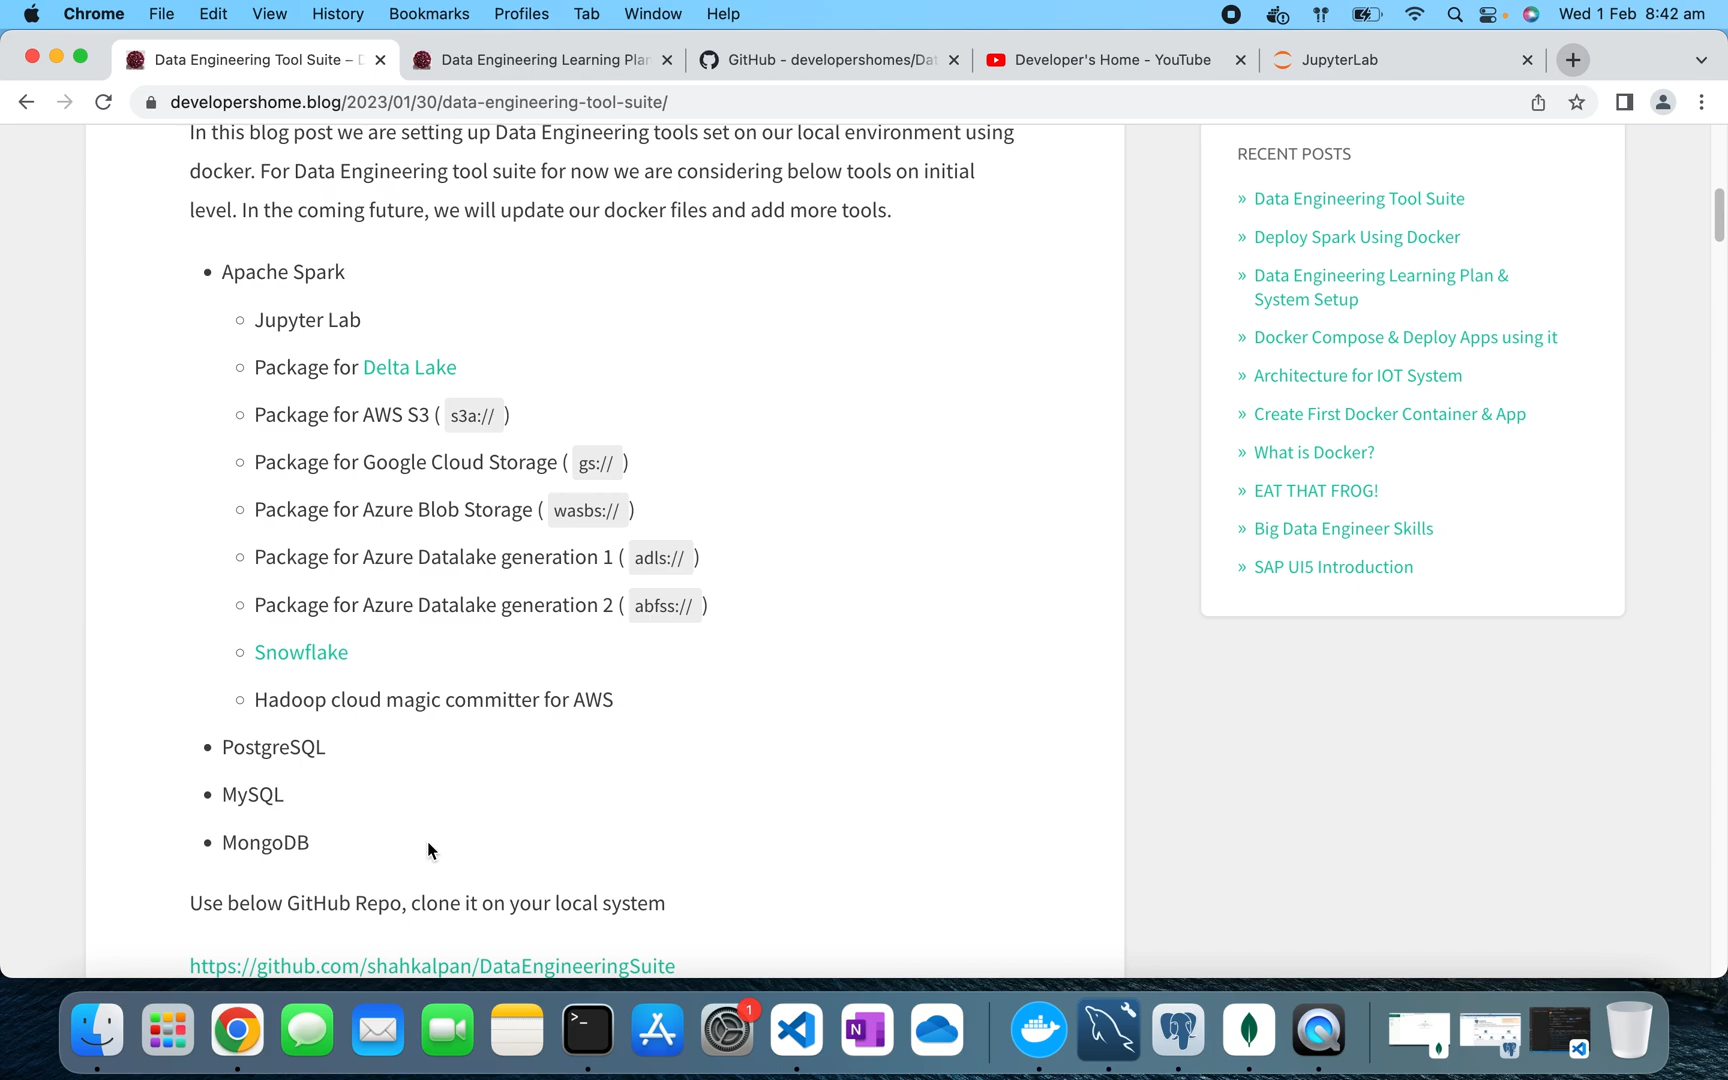 Chrome File Edit View History Bookmarks Profiles Tab Window Help Wed 1 Feb 8:42 am
Data Engineering Tool Suite – Data Engineering Learning Plan GitHub - developershomes/Dat Developer's Home - YouTube JupyterLab
developershome.blog/2023/01/30/data-engineering-tool-suite/
In this blog post we are setting up Data Engineering tools set on our local environment using
docker. For Data Engineering tool suite for now we are considering below tools on initial
level. In the coming future, we will update our docker files and add more tools.
• Apache Spark
○ Jupyter Lab
○ Package for Delta Lake
○ Package for AWS S3 ( s3a:// )
○ Package for Google Cloud Storage ( gs:// )
○ Package for Azure Blob Storage ( wasbs:// )
○ Package for Azure Datalake generation 1 ( adls:// )
○ Package for Azure Datalake generation 2 ( abfss:// )
○ Snowflake
○ Hadoop cloud magic committer for AWS
• PostgreSQL
• MySQL
• MongoDB
Use below GitHub Repo, clone it on your local system
https://github.com/shahkalpan/DataEngineeringSuite
RECENT POSTS
» Data Engineering Tool Suite
» Deploy Spark Using Docker
» Data Engineering Learning Plan &
System Setup
» Docker Compose & Deploy Apps using it
» Architecture for IOT System
» Create First Docker Container & App
» What is Docker?
» EAT THAT FROG!
» Big Data Engineer Skills
» SAP UI5 Introduction
1
N